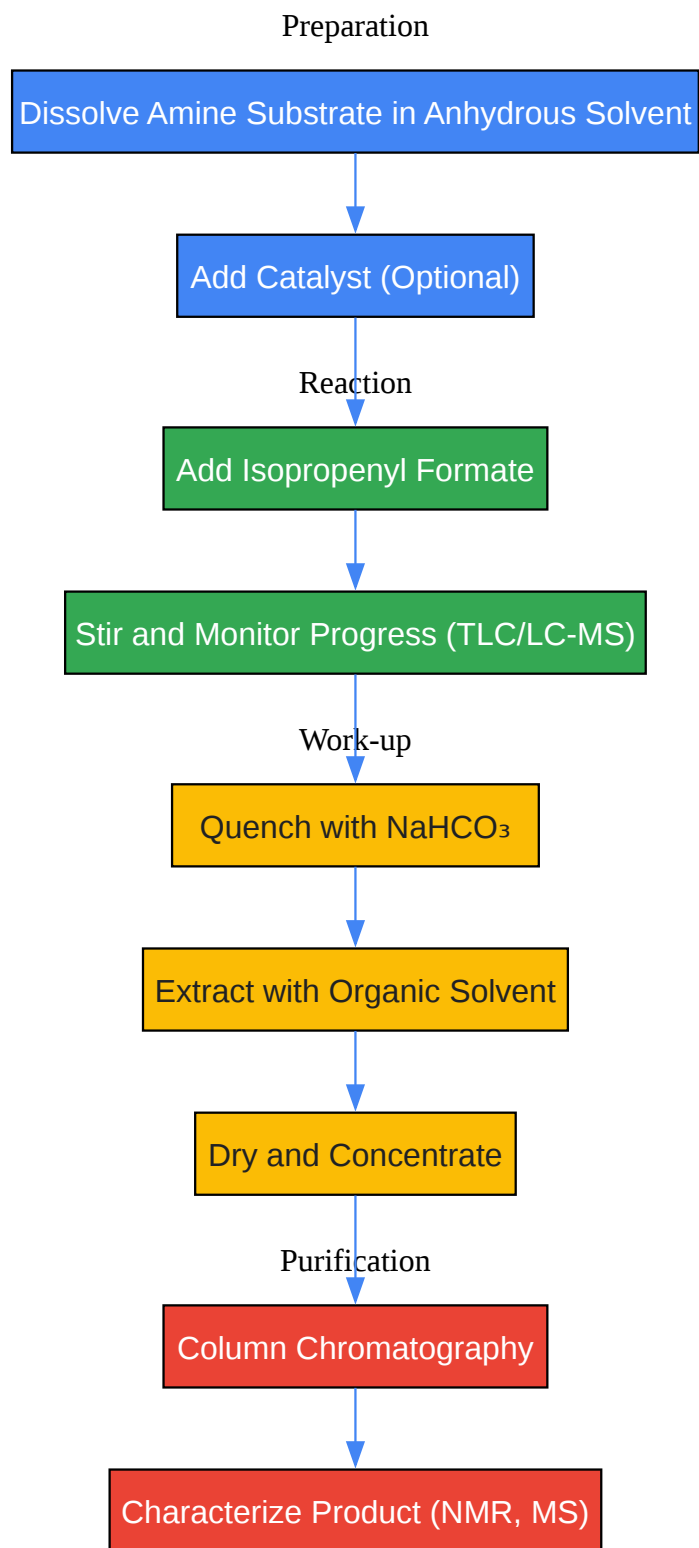 Preparation
Dissolve Amine Substrate in Anhydrous Solvent
Add Catalyst (Optional)
Reaction
Add Isopropenyl Formate
Stir and Monitor Progress (TLC/LC-MS)
Work-up
Quench with NaHCO₃
Extract with Organic Solvent
Dry and Concentrate
Purification
Column Chromatography
Characterize Product (NMR, MS)